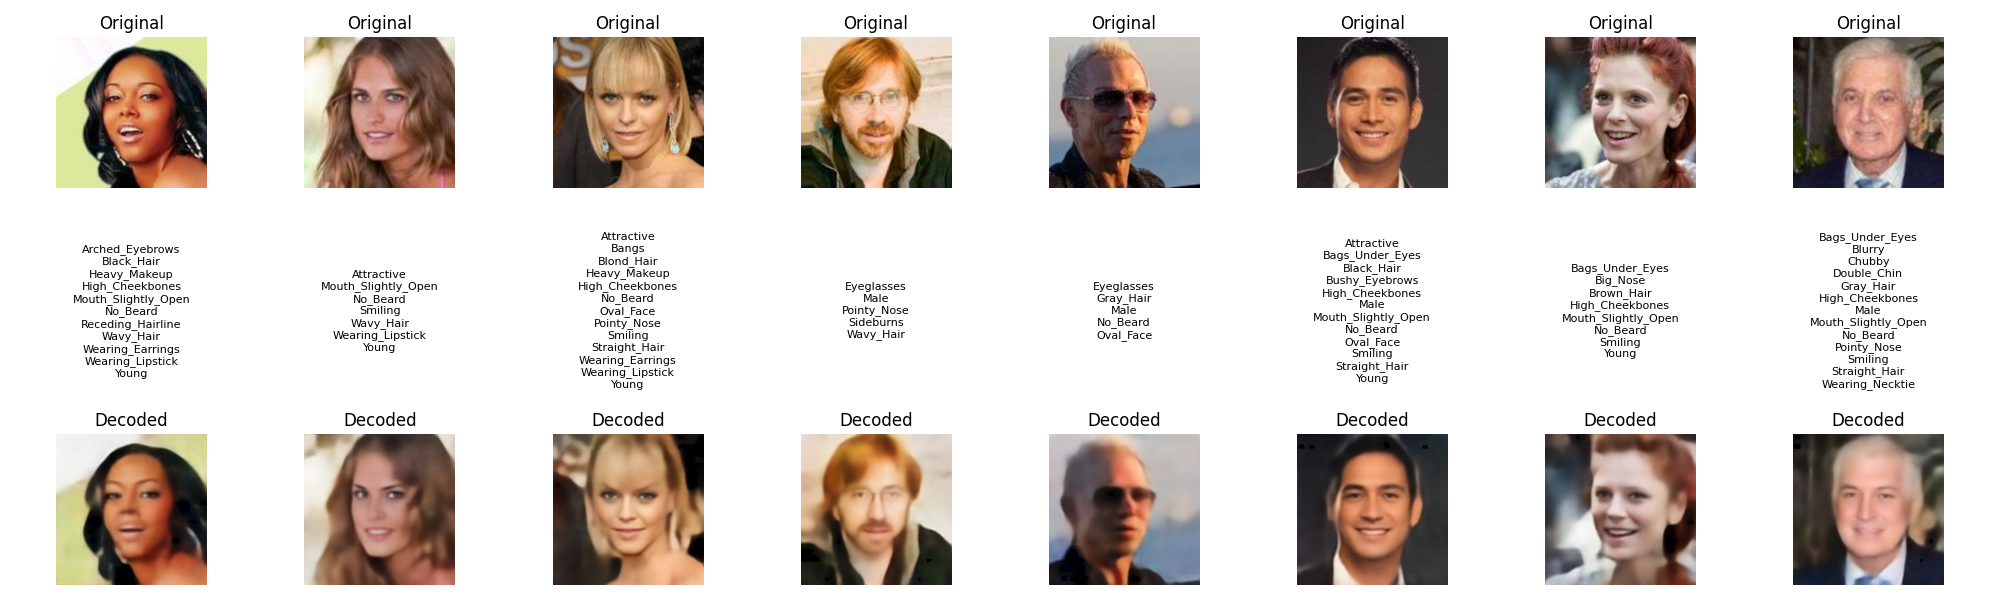 Original
Original
Original
Original
Original
Original
Original
Original
Arched_Eyebrows
Black_Hair
Heavy_Makeup
High_Cheekbones
Mouth_Slightly_Open
No_Beard
Receding_Hairline
Wavy_Hair
Wearing_Earrings
Wearing_Lipstick
Young
Attractive
Mouth_Slightly_Open
No_Beard
Smiling
Wavy_Hair
Wearing_Lipstick
Young
Attractive
Bangs
Blond_Hair
Heavy_Makeup
High_Cheekbones
No_Beard
Oval_Face
Pointy_Nose
Smiling
Straight_Hair
Wearing_Earrings
Wearing_Lipstick
Young
Eyeglasses
Male
Pointy_Nose
Sideburns
Wavy_Hair
Eyeglasses
Gray_Hair
Male
No_Beard
Oval_Face
Attractive
Bags_Under_Eyes
Black_Hair
Bushy_Eyebrows
High_Cheekbones
Male
Mouth_Slightly_Open
No_Beard
Oval_Face
Smiling
Straight_Hair
Young
Bags_Under_Eyes
Big_Nose
Brown_Hair
High_Cheekbones
Mouth_Slightly_Open
No_Beard
Smiling
Young
Bags_Under_Eyes
Blurry
Chubby
Double_Chin
Gray_Hair
High_Cheekbones
Male
Mouth_Slightly_Open
No_Beard
Pointy_Nose
Smiling
Straight_Hair
Wearing_Necktie
Decoded
Decoded
Decoded
Decoded
Decoded
Decoded
Decoded
Decoded